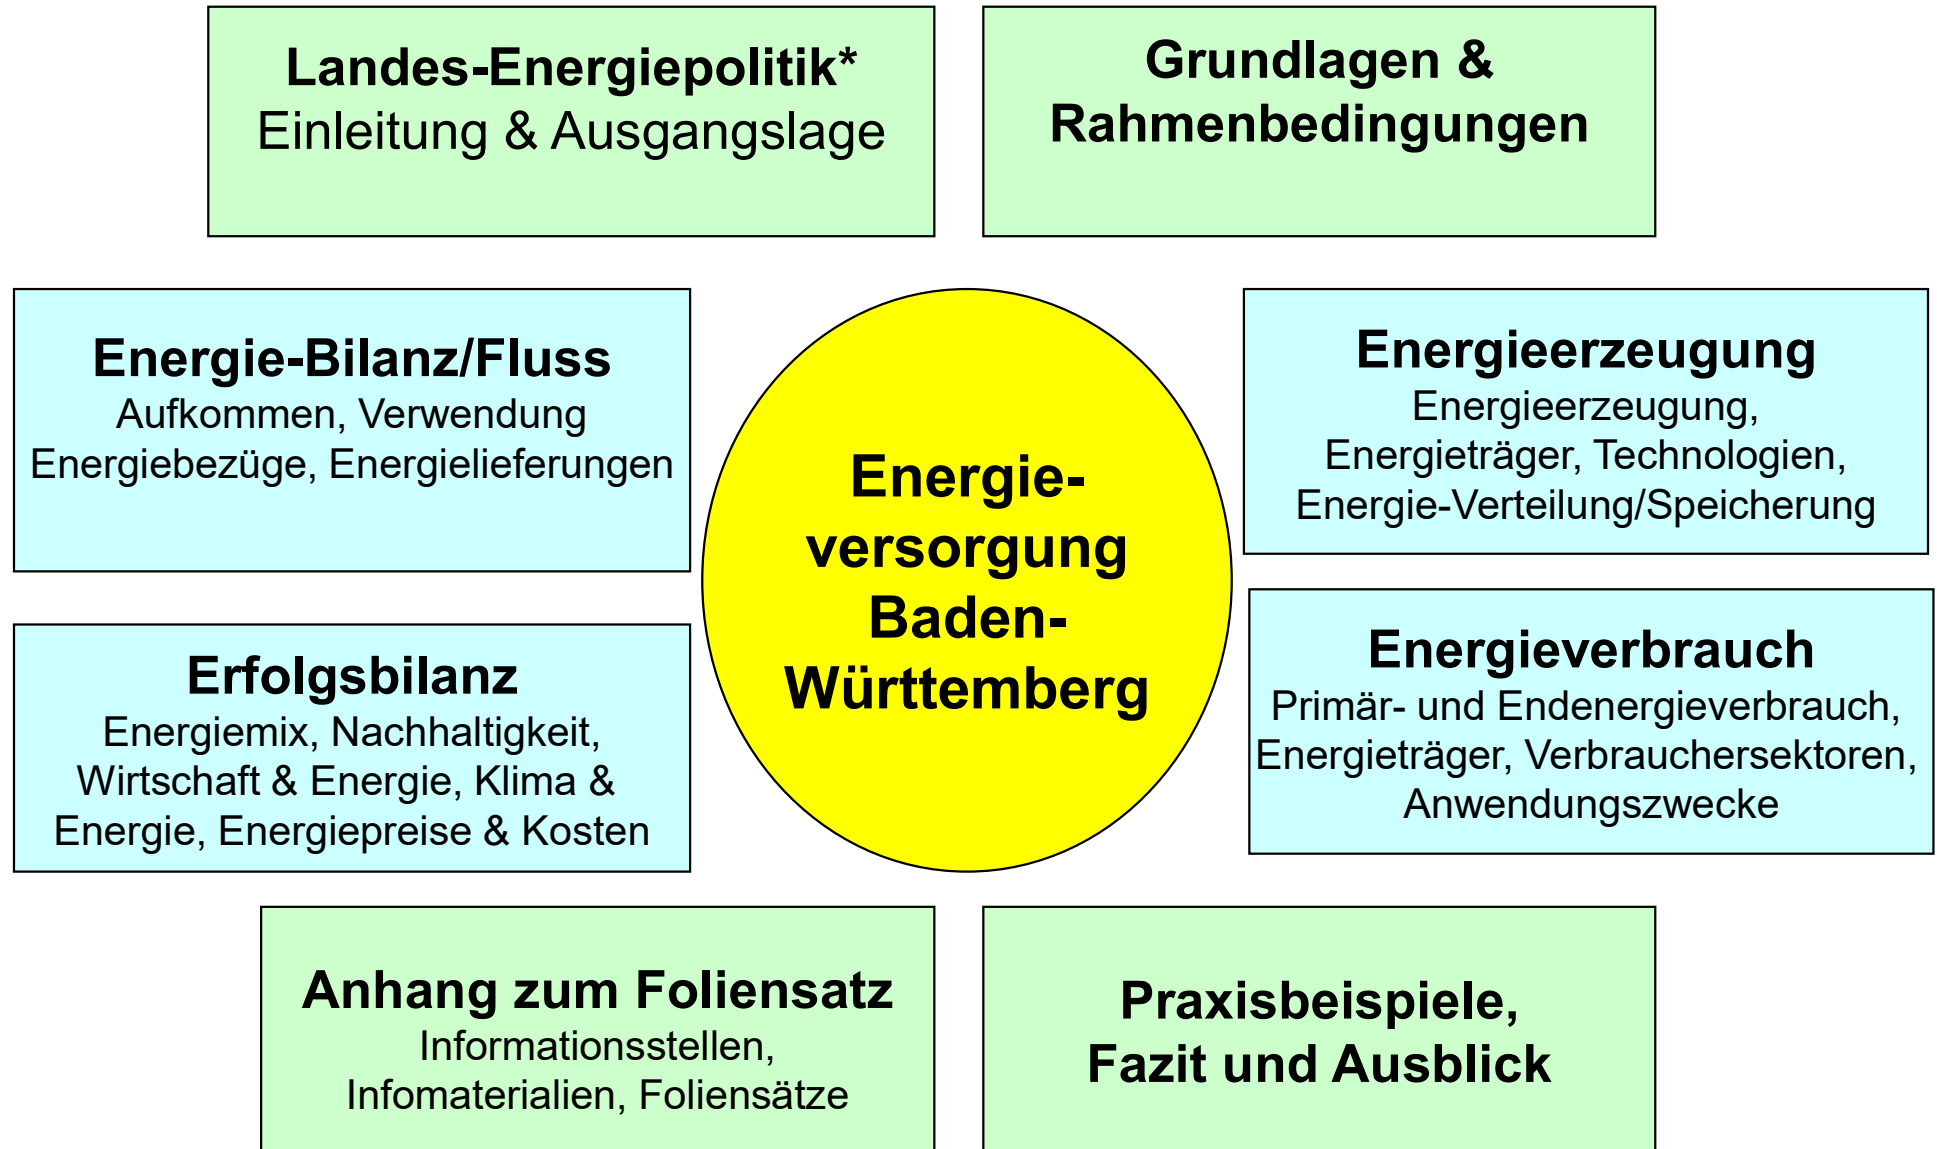 Landes-Energiepolitik*
Einleitung & Ausgangslage
Grundlagen &
Rahmenbedingungen
Energie-Bilanz/Fluss
Aufkommen, Verwendung
Energiebezüge, Energielieferungen
Energie-
versorgung
Baden-
Württemberg
Energieerzeugung
Energieerzeugung,
Energieträger, Technologien,
Energie-Verteilung/Speicherung
Erfolgsbilanz
Energiemix, Nachhaltigkeit,
Wirtschaft & Energie, Klima &
Energie, Energiepreise & Kosten
Energieverbrauch
Primär- und Endenergieverbrauch,
Energieträger, Verbrauchersektoren,
Anwendungszwecke
Anhang zum Foliensatz
Informationsstellen,
Infomaterialien, Foliensätze
Praxisbeispiele,
Fazit und Ausblick